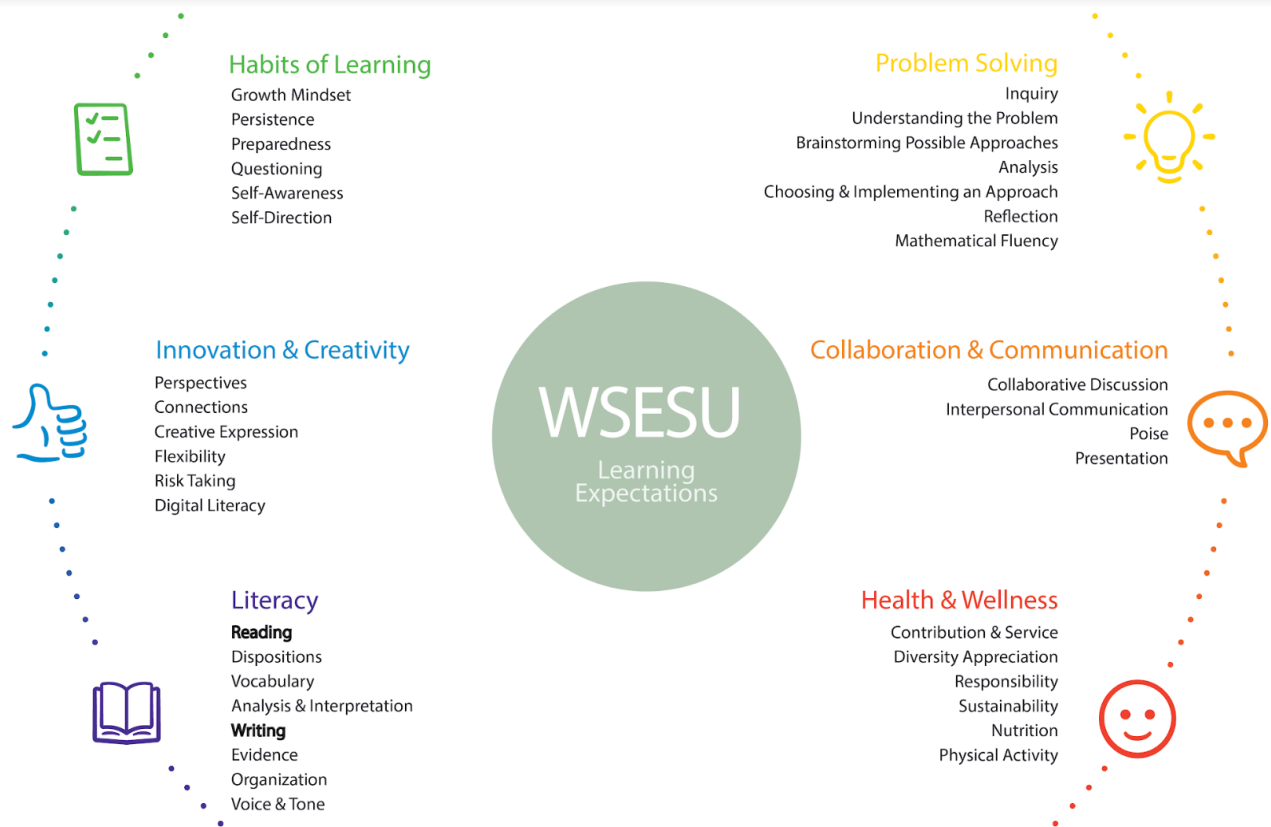 Habits of Learning
Growth Mindset
Persistence
Preparedness
Questioning
Self-Awareness
Self-Direction
Problem Solving
Inquiry
Understanding the Problem
Brainstorming Possible Approaches
Analysis
Choosing & Implementing an Approach
Reflection
Mathematical Fluency
Innovation & Creativity
Perspectives
Connections
Creative Expression
Flexibility
Risk Taking
Digital Literacy
WSESU
Learning
Expectations
Collaboration & Communication
Collaborative Discussion
Interpersonal Communication
Poise
Presentation
Literacy
Reading
Dispositions
Vocabulary
Analysis & Interpretation
Writing
Evidence
Organization
Voice & Tone
Health & Wellness
Contribution & Service
Diversity Appreciation
Responsibility
Sustainability
Nutrition
Physical Activity